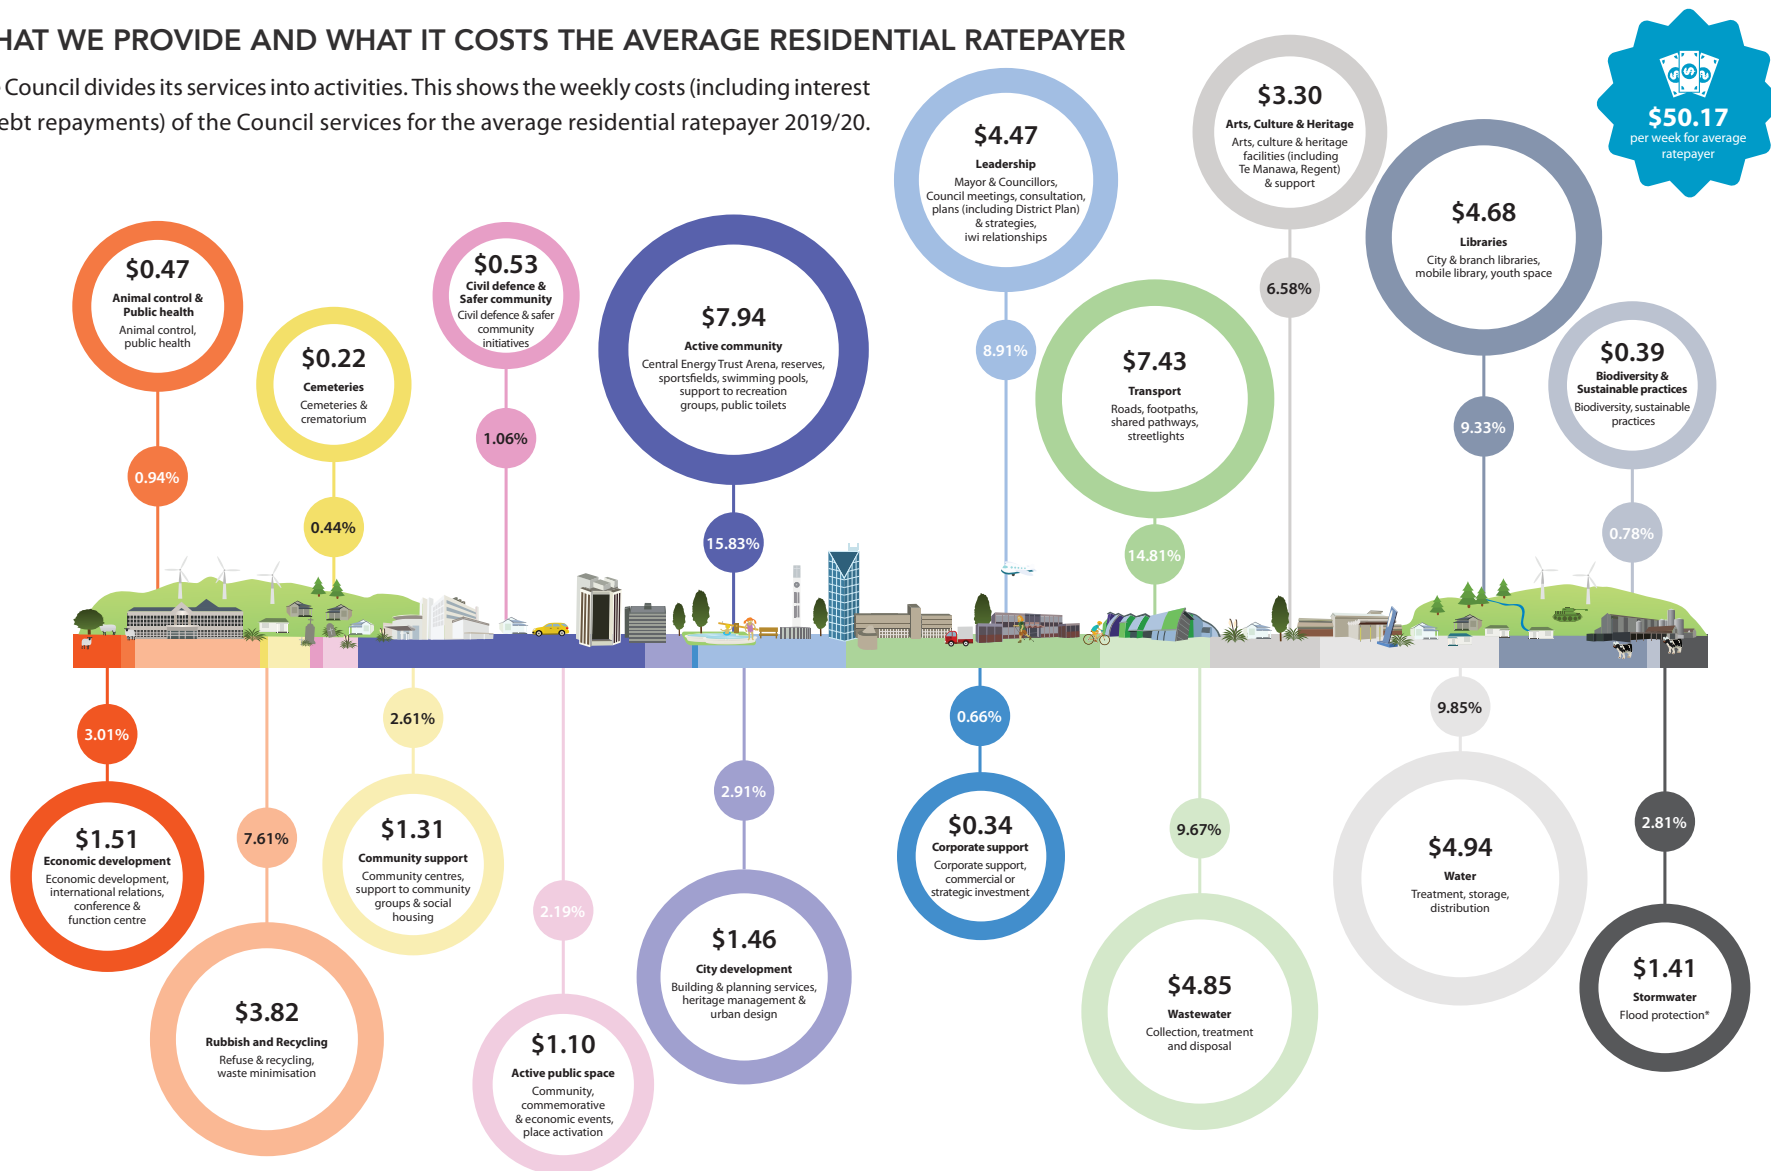 HAT WE PROVIDE AND WHAT IT COSTS THE AVERAGE RESIDENTIAL RATEPAYER
Council divides its services into activities. This shows the weekly costs (including interest
ebt repayments) of the Council services for the average residential ratepayer 2019/20.
$50.17
per week for average
ratepayer
$0.47
Animal control &
Public health
Animal control,
public health
0.94%
$0.22
Cemeteries
Cemeteries &
crematorium
0.44%
$0.53
Civil defence &
Safer community
Civil defence & safer
community
initiatives
1.06%
$7.94
Active community
Central Energy Trust Arena, reserves,
sportsfields, swimming pools,
support to recreation
groups, public toilets
15.83%
$4.47
Leadership
Mayor & Councillors,
Council meetings, consultation,
plans (including District Plan)
& strategies,
iwi relationships
8.91%
$7.43
Transport
Roads, footpaths,
shared pathways,
streetlights
14.81%
$3.30
Arts, Culture & Heritage
Arts, culture & heritage
facilities (including
Te Manawa, Regent)
& support
6.58%
$4.68
Libraries
City & branch libraries,
mobile library, youth space
9.33%
$0.39
Biodiversity &
Sustainable practices
Biodiversity, sustainable
practices
0.78%
3.01%
$1.51
Economic development
Economic development,
international relations,
conference &
function centre
7.61%
$3.82
Rubbish and Recycling
Refuse & recycling,
waste minimisation
2.61%
$1.31
Community support
Community centres,
support to community
groups & social
housing
2.19%
$1.10
Active public space
Community,
commemorative
& economic events,
place activation
2.91%
$1.46
City development
Building & planning services,
heritage management &
urban design
0.66%
$0.34
Corporate support
Corporate support,
commercial or
strategic investment
9.67%
$4.85
Wastewater
Collection, treatment
and disposal
9.85%
$4.94
Water
Treatment, storage,
distribution
2.81%
$1.41
Stormwater
Flood protection*